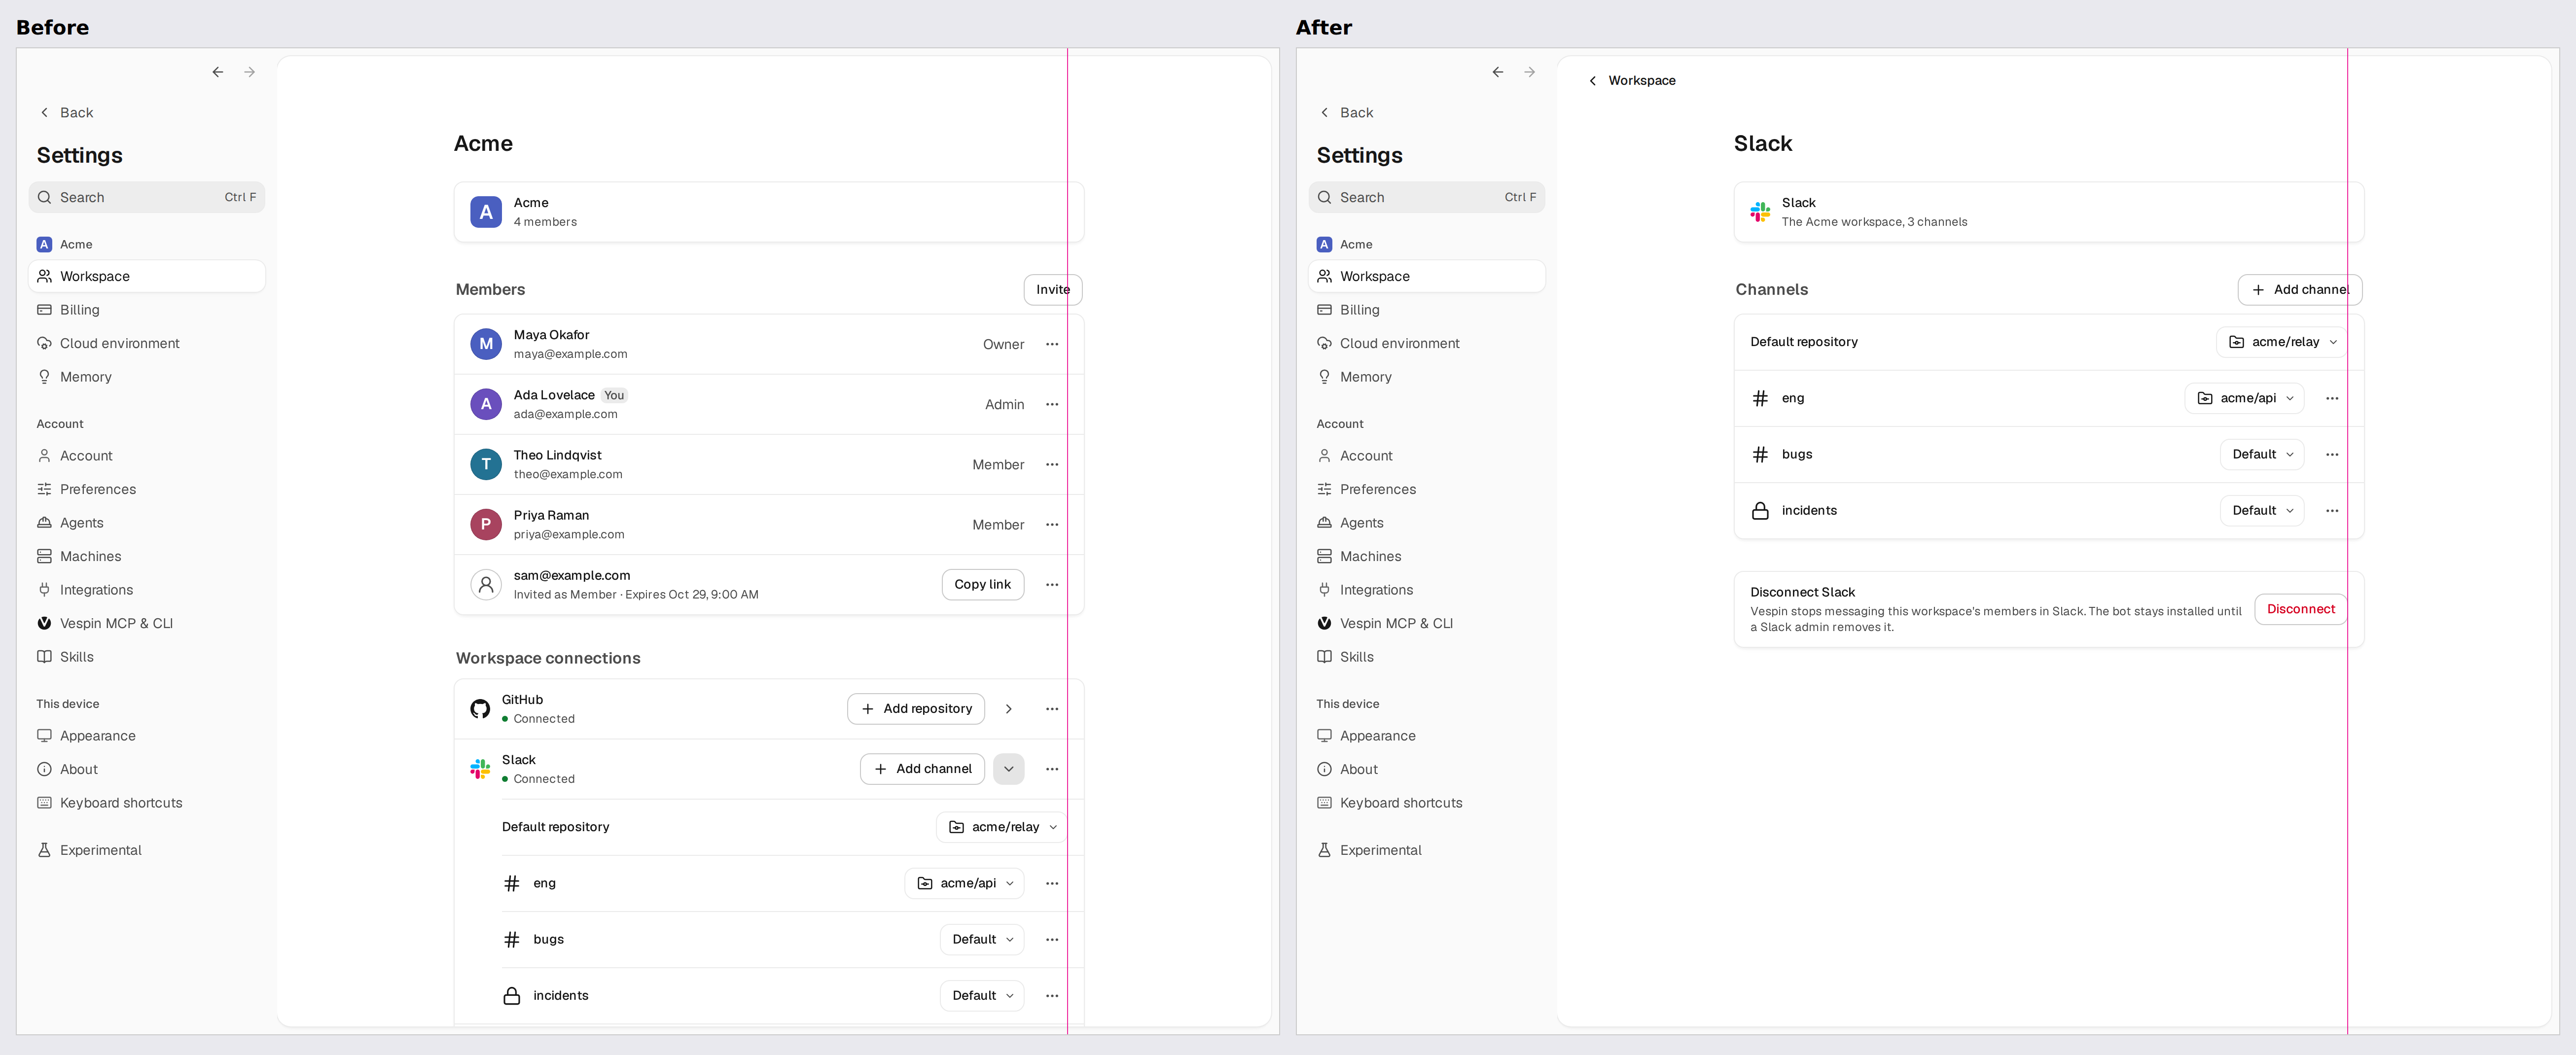 Before
Back
Settings
Search Ctrl F
A Acme
Workspace
Billing
Cloud environment
Memory
Account
Account
Preferences
Agents
Machines
Integrations
Vespin MCP & CLI
Skills
This device
Appearance
About
Keyboard shortcuts
Experimental
Acme
A
Acme
4 members
Members Invite
M
Maya Okafor
maya@example.com
Owner
A
Ada Lovelace You
ada@example.com
Admin
T
Theo Lindqvist
theo@example.com
Member
P
Priya Raman
priya@example.com
Member
sam@example.com
Invited as Member · Expires Oct 29, 9:00 AM
Copy link
Workspace connections
GitHub
Connected
Add repository
Slack
Connected
Add channel
Default repository acme/relay
eng acme/api
bugs Default
incidents Default
After
Back
Settings
Search Ctrl F
A Acme
Workspace
Billing
Cloud environment
Memory
Account
Account
Preferences
Agents
Machines
Integrations
Vespin MCP & CLI
Skills
This device
Appearance
About
Keyboard shortcuts
Experimental
Workspace
Slack
Slack
The Acme workspace, 3 channels
Channels Add channel
Default repository acme/relay
eng acme/api
bugs Default
incidents Default
Disconnect Slack
Vespin stops messaging this workspace's members in Slack. The bot stays installed until
a Slack admin removes it.
Disconnect